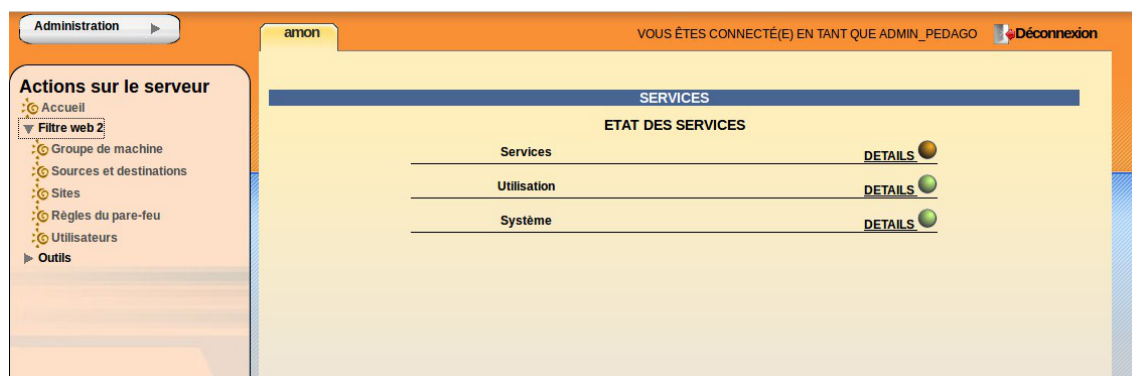 Administration
amon
VOUS ÊTES CONNECTÉ(E) EN TANT QUE ADMIN_PEDAGO
Déconnexion
Actions sur le serveur
Accueil
Filtre web 2
Groupe de machine
Sources et destinations
Sites
Règles du pare-feu
Utilisateurs
Outils
SERVICES
ETAT DES SERVICES
Services DETAILS
Utilisation DETAILS
Système DETAILS